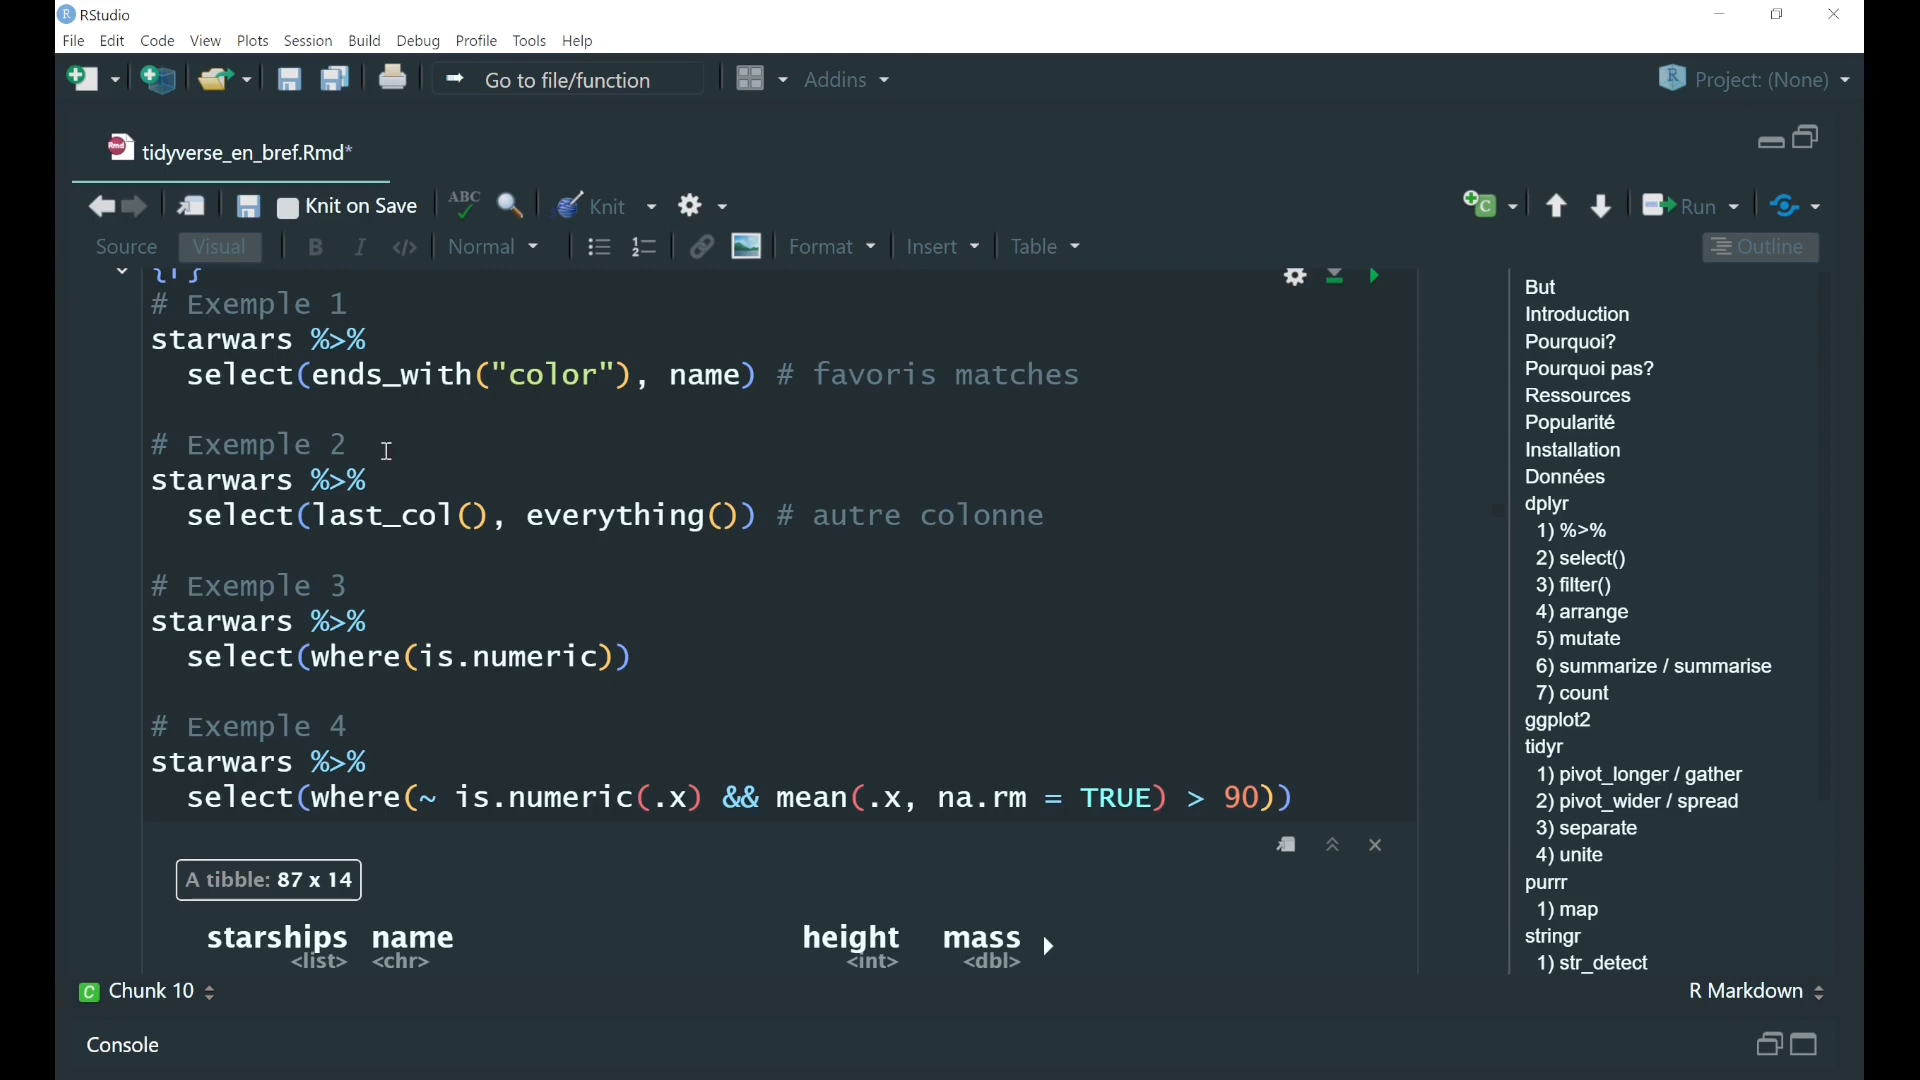 RStudio
File Edit Code View Plots Session Build Debug Profile Tools Help
Go to file/function Addins Project: (None)
tidyverse_en_bref.Rmd*
Knit on Save ABC Knit Run
Source Visual B I </> Normal Format Insert Table Outline
{r}
# Exemple 1
starwars %>%
select(ends_with("color"), name) # favoris matches
# Exemple 2
starwars %>%
select(last_col(), everything()) # autre colonne
# Exemple 3
starwars %>%
select(where(is.numeric))
# Exemple 4
starwars %>%
select(where(~ is.numeric(.x) && mean(.x, na.rm = TRUE) > 90))
A tibble: 87 x 14
starships name height mass
<list> <chr> <int> <dbl>
But
Introduction
Pourquoi?
Pourquoi pas?
Ressources
Popularité
Installation
Données
dplyr
1) %>%
2) select()
3) filter()
4) arrange
5) mutate
6) summarize / summarise
7) count
ggplot2
tidyr
1) pivot_longer / gather
2) pivot_wider / spread
3) separate
4) unite
purrr
1) map
stringr
1) str_detect
C Chunk 10 R Markdown
Console